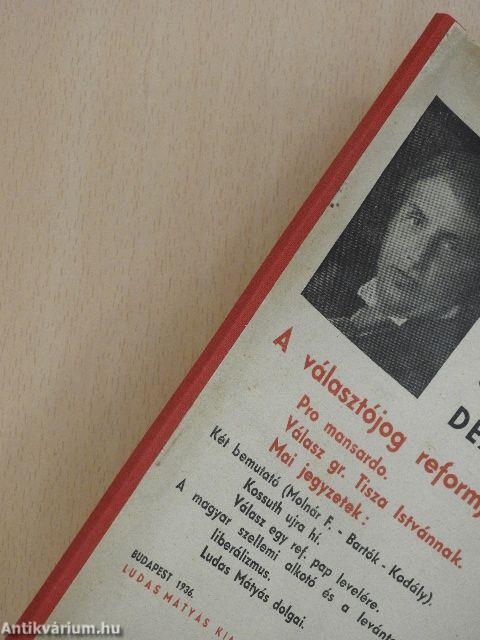 DE
A választójog reform
Pro mansardo.
Válasz gr. Tisza Istvánnak.
Mai jegyzetek:
Két bemutató (Molnár F. - Bartók - Kodály).
Kossuth ujra hí.
Válasz egy ref. pap levelére.
A magyar szellemi alkotó és a levánt
liberálizmus.
Ludas Mátyás dolgai.
BUDAPEST 1936.
LUDAS MÁTYÁS KIA
Antikvárium.hu